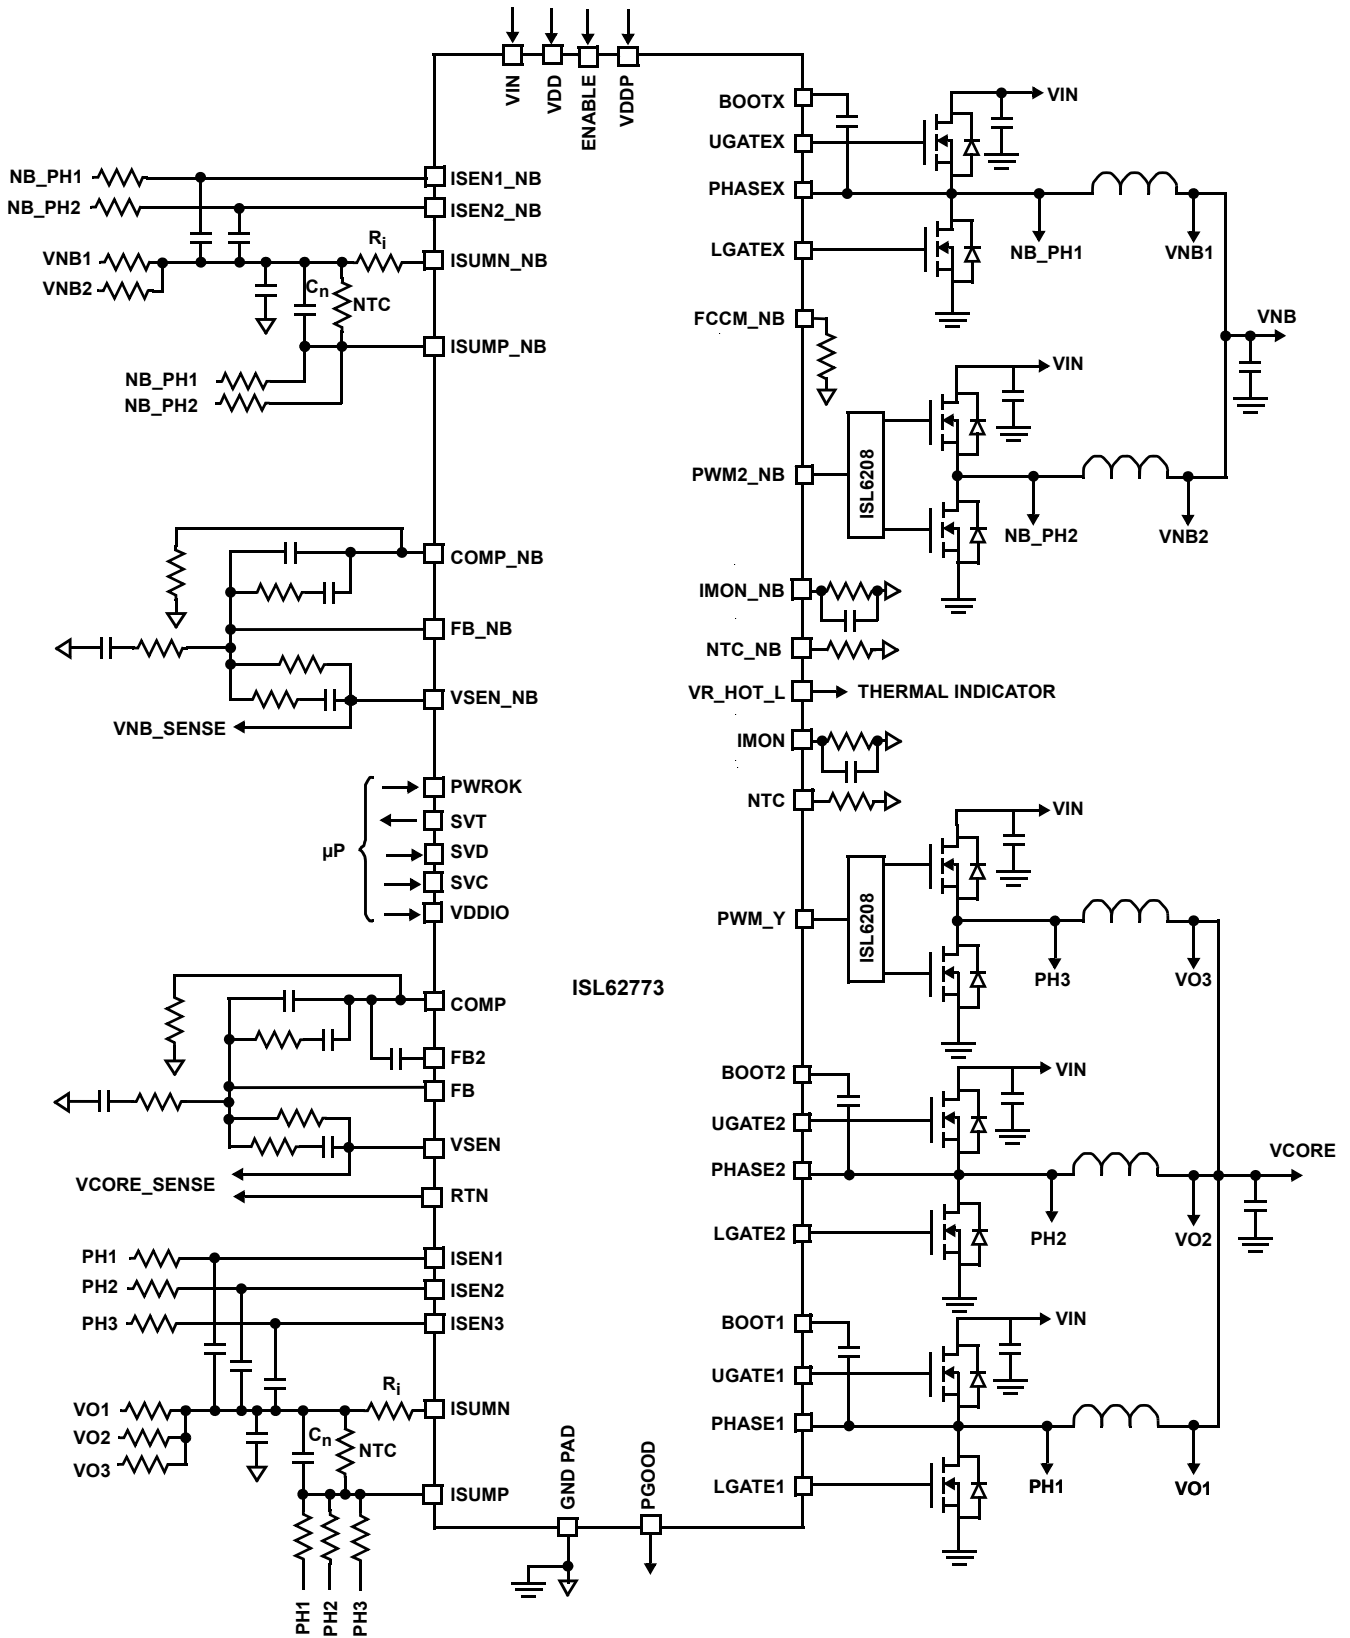 VIN
VDD
ENABLE
VDDP
BOOTX
UGATEX
PHASEX
LGATEX
FCCM_NB
PWM2_NB
IMON_NB
NTC_NB
VR_HOT_L
THERMAL INDICATOR
IMON
NTC
PWM_Y
BOOT2
UGATE2
PHASE2
LGATE2
BOOT1
UGATE1
PHASE1
LGATE1
VIN
NB_PH1
VNB1
VNB
VIN
ISL6208
NB_PH2
VNB2
VIN
ISL6208
PH3
VO3
VIN
PH2
VO2
VCORE
VIN
PH1
VO1
NB_PH1
NB_PH2
VNB1
VNB2
Ri
Cn
NTC
NB_PH1
NB_PH2
ISEN1_NB
ISEN2_NB
ISUMN_NB
ISUMP_NB
COMP_NB
FB_NB
VSEN_NB
VNB_SENSE
µP
PWROK
SVT
SVD
SVC
VDDIO
ISL62773
COMP
FB2
FB
VSEN
VCORE_SENSE
RTN
PH1
PH2
PH3
ISEN1
ISEN2
ISEN3
VO1
VO2
VO3
Ri
Cn
NTC
ISUMN
ISUMP
PH1
PH2
PH3
GND PAD
PGOOD